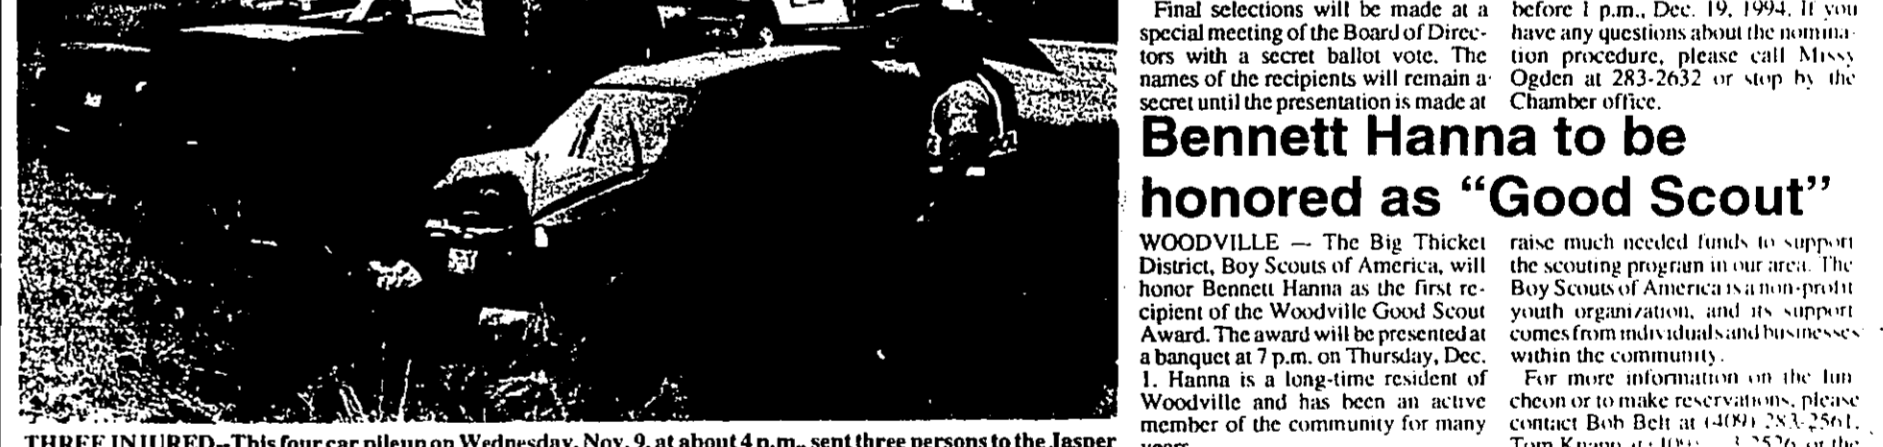 Final selections will be made at a
special meeting of the Board of Direc-
tors with a secret ballot vote. The
names of the recipients will remain a
secret until the presentation is made at
before 1 p.m., Dec. 19, 1994. If you
have any questions about the nomina-
tion procedure, please call Missy
Ogden at 283-2632 or stop by the
Chamber office.
Bennett Hanna to be
honored as “Good Scout”
WOODVILLE — The Big Thicket
District, Boy Scouts of America, will
honor Bennett Hanna as the first re-
cipient of the Woodville Good Scout
Award. The award will be presented at
a banquet at 7 p.m. on Thursday, Dec.
1. Hanna is a long-time resident of
Woodville and has been an active
member of the community for many
years.
raise much needed funds to support
the scouting program in our area. The
Boy Scouts of America is a non-profit
youth organization, and its support
comes from individuals and businesses
within the community.
For more information on the lun
cheon or to make reservations, please
contact Bob Belt at (409) 283-2561,
Tom
THREE INJURED--This four car pileup on Wednesday, Nov. 9, at about 4 p.m., sent three persons to the Jasper